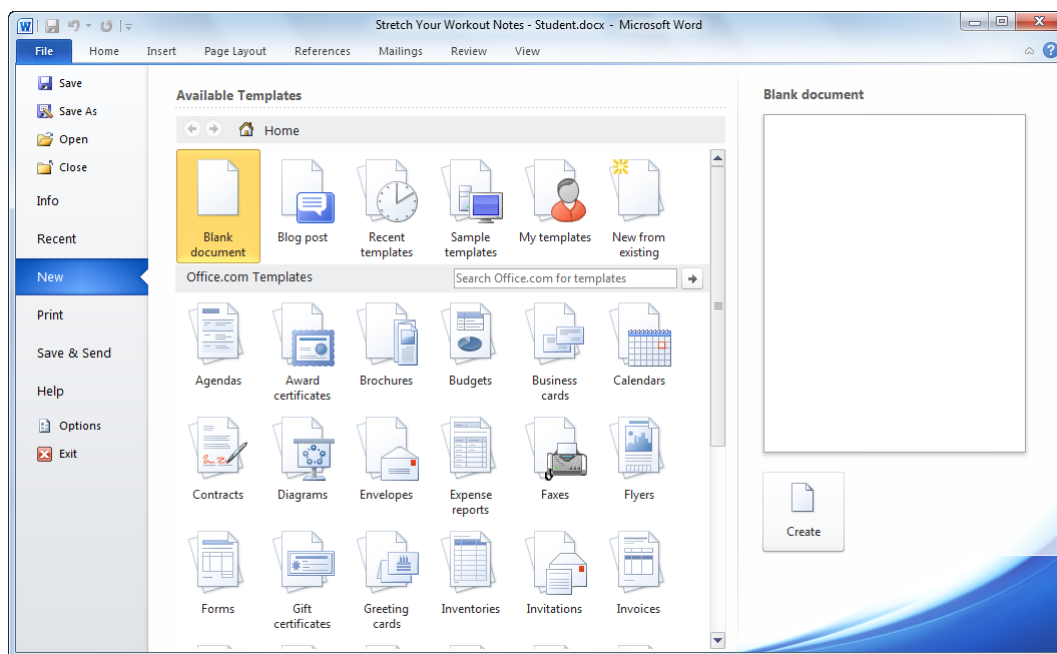 Stretch Your Workout Notes - Student.docx - Microsoft Word
File Home Insert Page Layout References Mailings Review View
Save
Save As
Open
Close
Info
Recent
New
Print
Save & Send
Help
Options
Exit
Available Templates
Home
Blank document
Blog post
Recent templates
Sample templates
My templates
New from existing
Office.com Templates
Search Office.com for templates
Agendas
Award certificates
Brochures
Budgets
Business cards
Calendars
Contracts
Diagrams
Envelopes
Expense reports
Faxes
Flyers
Forms
Gift certificates
Greeting cards
Inventories
Invitations
Invoices
Blank document
Create